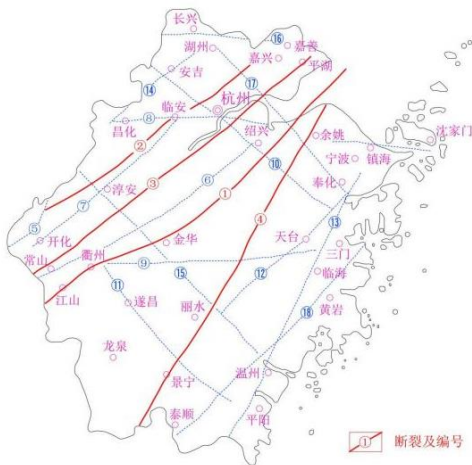 长兴
⑯
嘉善
湖州
嘉兴
平湖
安吉
⑰
⑭
杭州
临安
⑧
昌化
沈家门
余姚
绍兴
镇海
②
宁波
⑩
③
⑥
奉化
淳安
①
⑦
④
⑬
⑤
开化
天台
金华
三门
常山
衢州
⑨
临海
⑪
⑮
⑫
江山
遂昌
黄岩
丽水
⑱
龙泉
温州
景宁
泰顺
平阳
① 断裂及编号